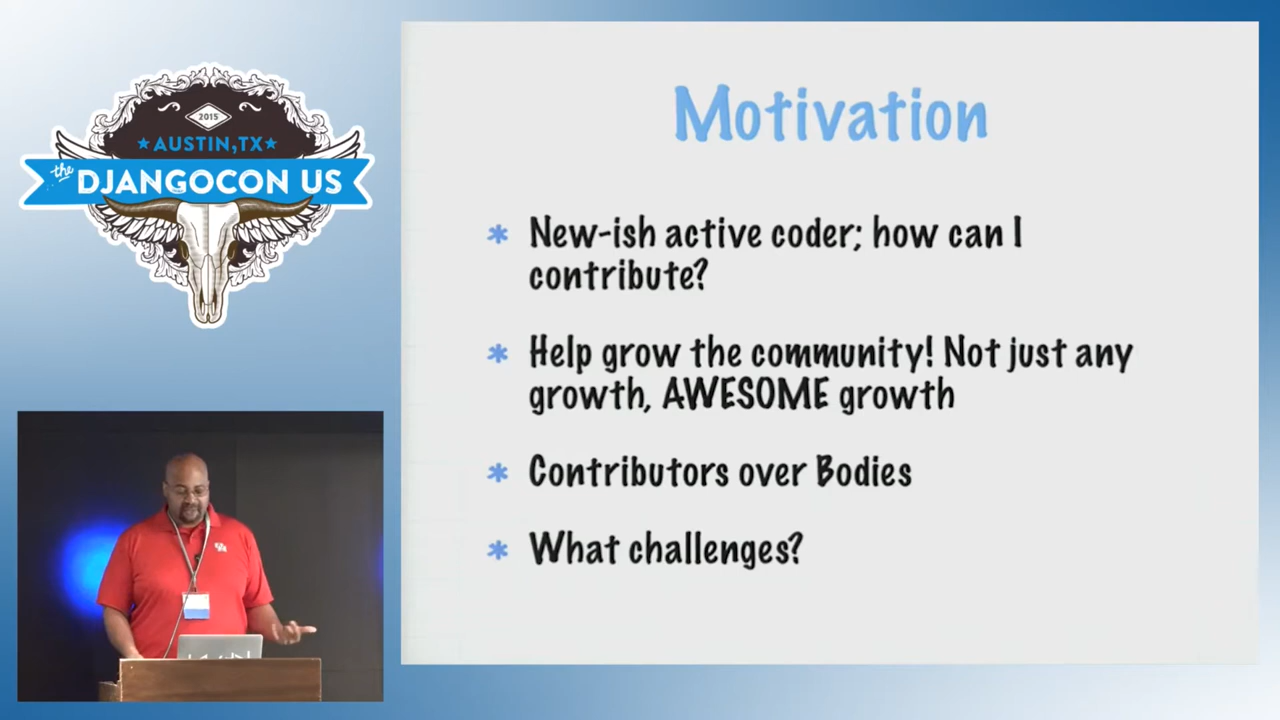 2015
★AUSTIN,TX★
the
DJANGOCON US
Motivation
* New-ish active coder; how can I
contribute?
* Help grow the community! Not just any
growth, AWESOME growth
* Contributors over Bodies
* What challenges?